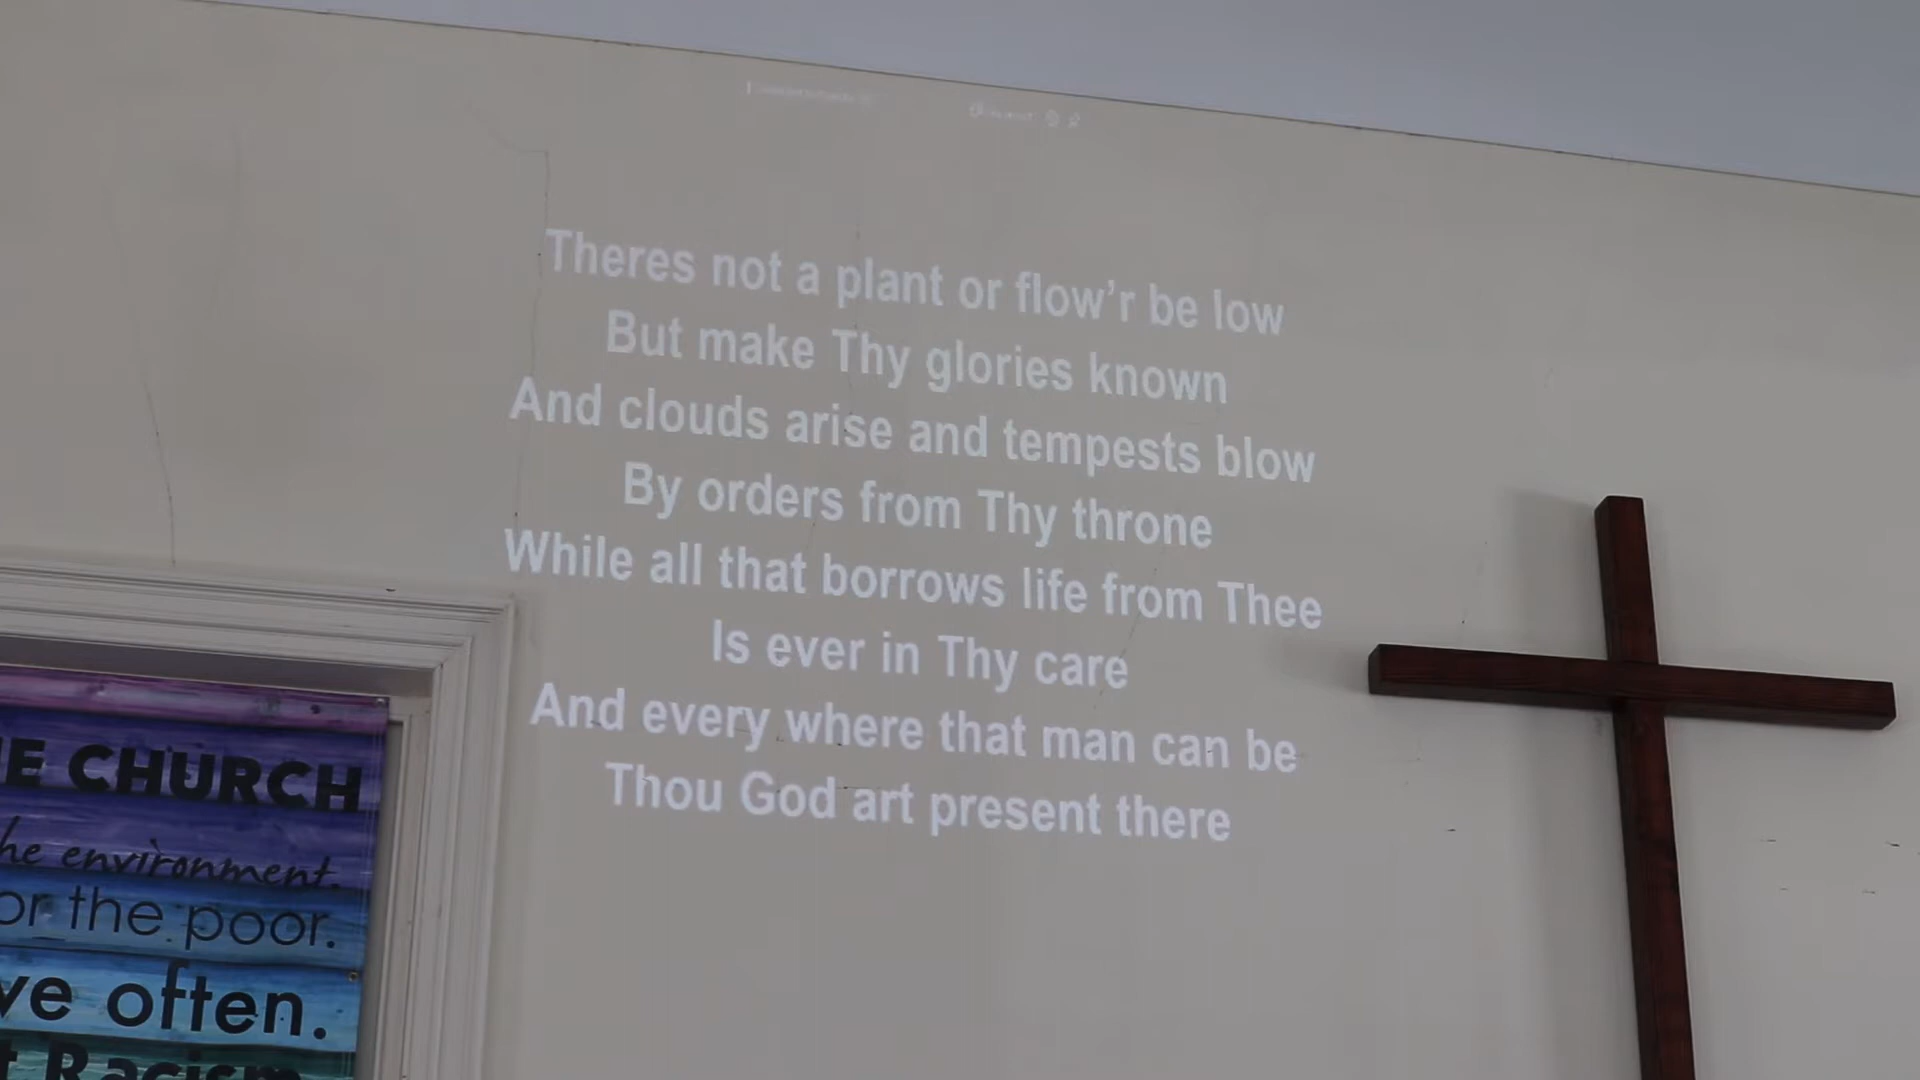 Theres not a plant or flow’r be low
But make Thy glories known
And clouds arise and tempests blow
By orders from Thy throne
While all that borrows life from Thee
Is ever in Thy care
And every where that man can be
Thou God art present there
E CHURCH
he environment.
or the poor.
ve often.
t Racism